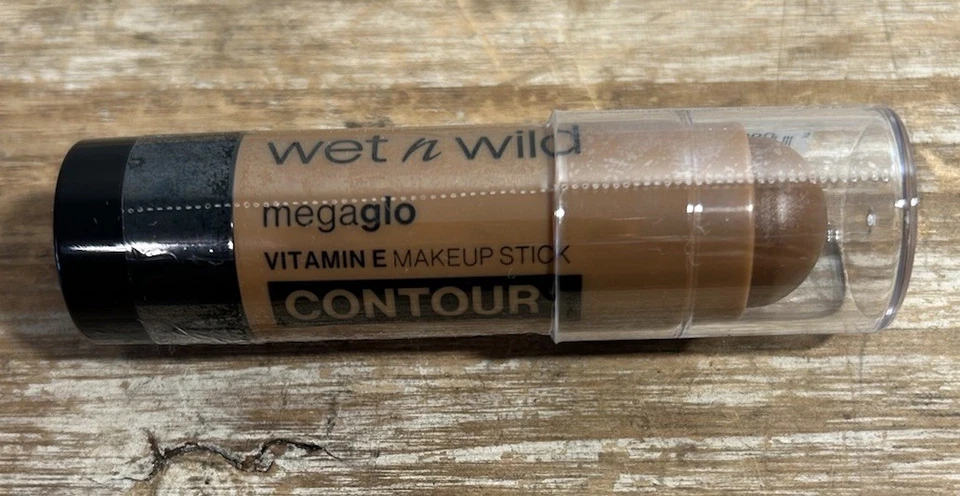 wet n wild
megaglo
VITAMIN E MAKEUP STICK
CONTOUR